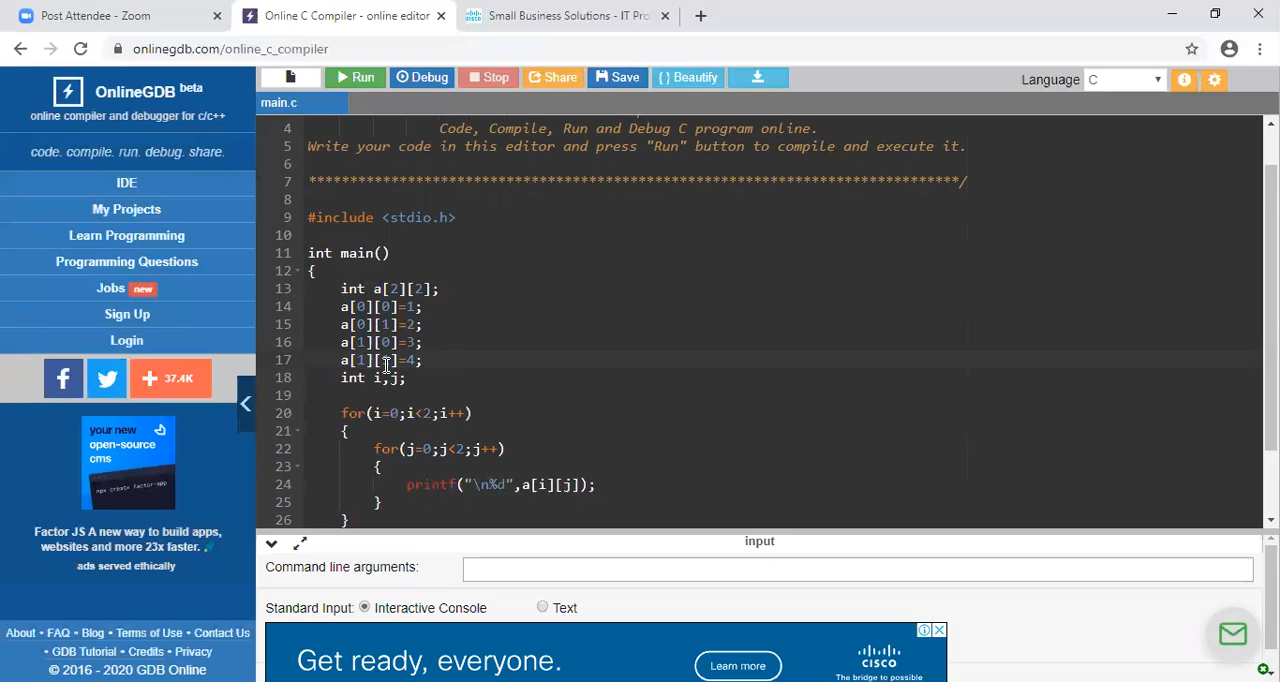 Post Attendee - Zoom
Online C Compiler - online editor
Small Business Solutions - IT Pro
onlinegdb.com/online_c_compiler
OnlineGDB beta
online compiler and debugger for c/c++
code. compile. run. debug. share.
IDE
My Projects
Learn Programming
Programming Questions
Jobs new
Sign Up
Login
37.4K
your new
open-source
cms
npx create factor-app
Factor JS A new way to build apps,
websites and more 23x faster. 🚀
ads served ethically
About • FAQ • Blog • Terms of Use • Contact Us
• GDB Tutorial • Credits • Privacy
© 2016 - 2020 GDB Online
Run Debug Stop Share Save { } Beautify
Language C
main.c
4 Code, Compile, Run and Debug C program online.
5 Write your code in this editor and press "Run" button to compile and execute it.
6
7 *******************************************************************************/
8
9 #include <stdio.h>
10
11 int main()
12 {
13 int a[2][2];
14 a[0][0]=1;
15 a[0][1]=2;
16 a[1][0]=3;
17 a[1][]=4;
18 int i,j;
19
20 for(i=0;i<2;i++)
21 {
22 for(j=0;j<2;j++)
23 {
24 printf("\n%d",a[i][j]);
25 }
26 }
input
Command line arguments:
Standard Input: Interactive Console Text
Get ready, everyone.
Learn more
CISCO
The bridge to possible